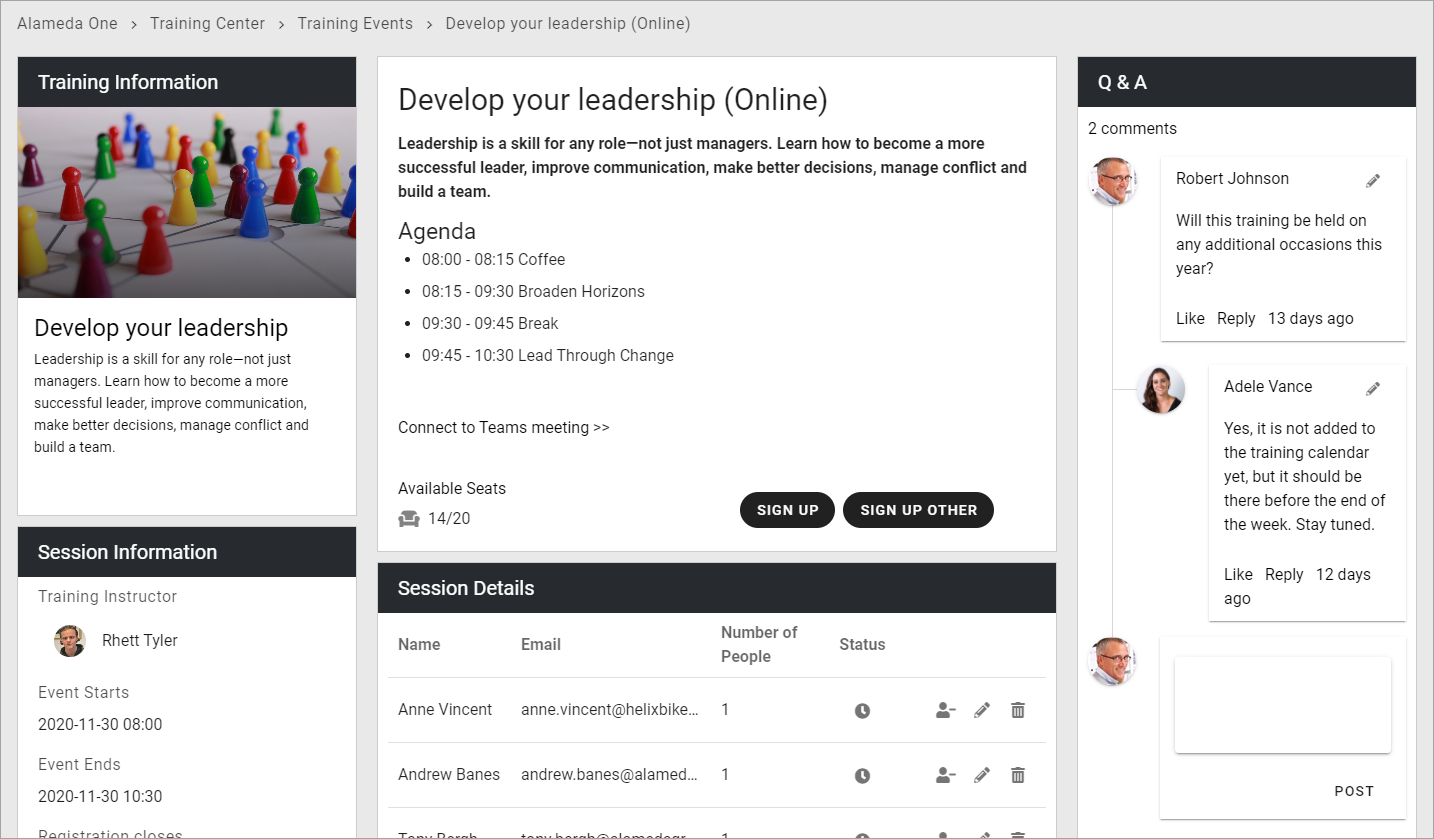 Alameda One > Training Center > Training Events > Develop your leadership (Online)
Training Information
Develop your leadership
Leadership is a skill for any role—not just
managers. Learn how to become a more
successful leader, improve communication,
make better decisions, manage conflict and
build a team.
Session Information
Training Instructor
Rhett Tyler
Event Starts
2020-11-30 08:00
Event Ends
2020-11-30 10:30
Registration closes
Develop your leadership (Online)
Leadership is a skill for any role—not just managers. Learn how to become a more
successful leader, improve communication, make better decisions, manage conflict and
build a team.
Agenda
• 08:00 - 08:15 Coffee
• 08:15 - 09:30 Broaden Horizons
• 09:30 - 09:45 Break
• 09:45 - 10:30 Lead Through Change
Connect to Teams meeting >>
Available Seats
14/20
SIGN UP SIGN UP OTHER
Session Details
Name Email Number of People Status
Anne Vincent anne.vincent@helixbike... 1
Andrew Banes andrew.banes@alamed... 1
Tony Bergh tony.bergh@alamedagr... 1
Q & A
2 comments
Robert Johnson
Will this training be held on
any additional occasions this
year?
Like Reply 13 days ago
Adele Vance
Yes, it is not added to
the training calendar
yet, but it should be
there before the end of
the week. Stay tuned.
Like Reply 12 days
ago
POST